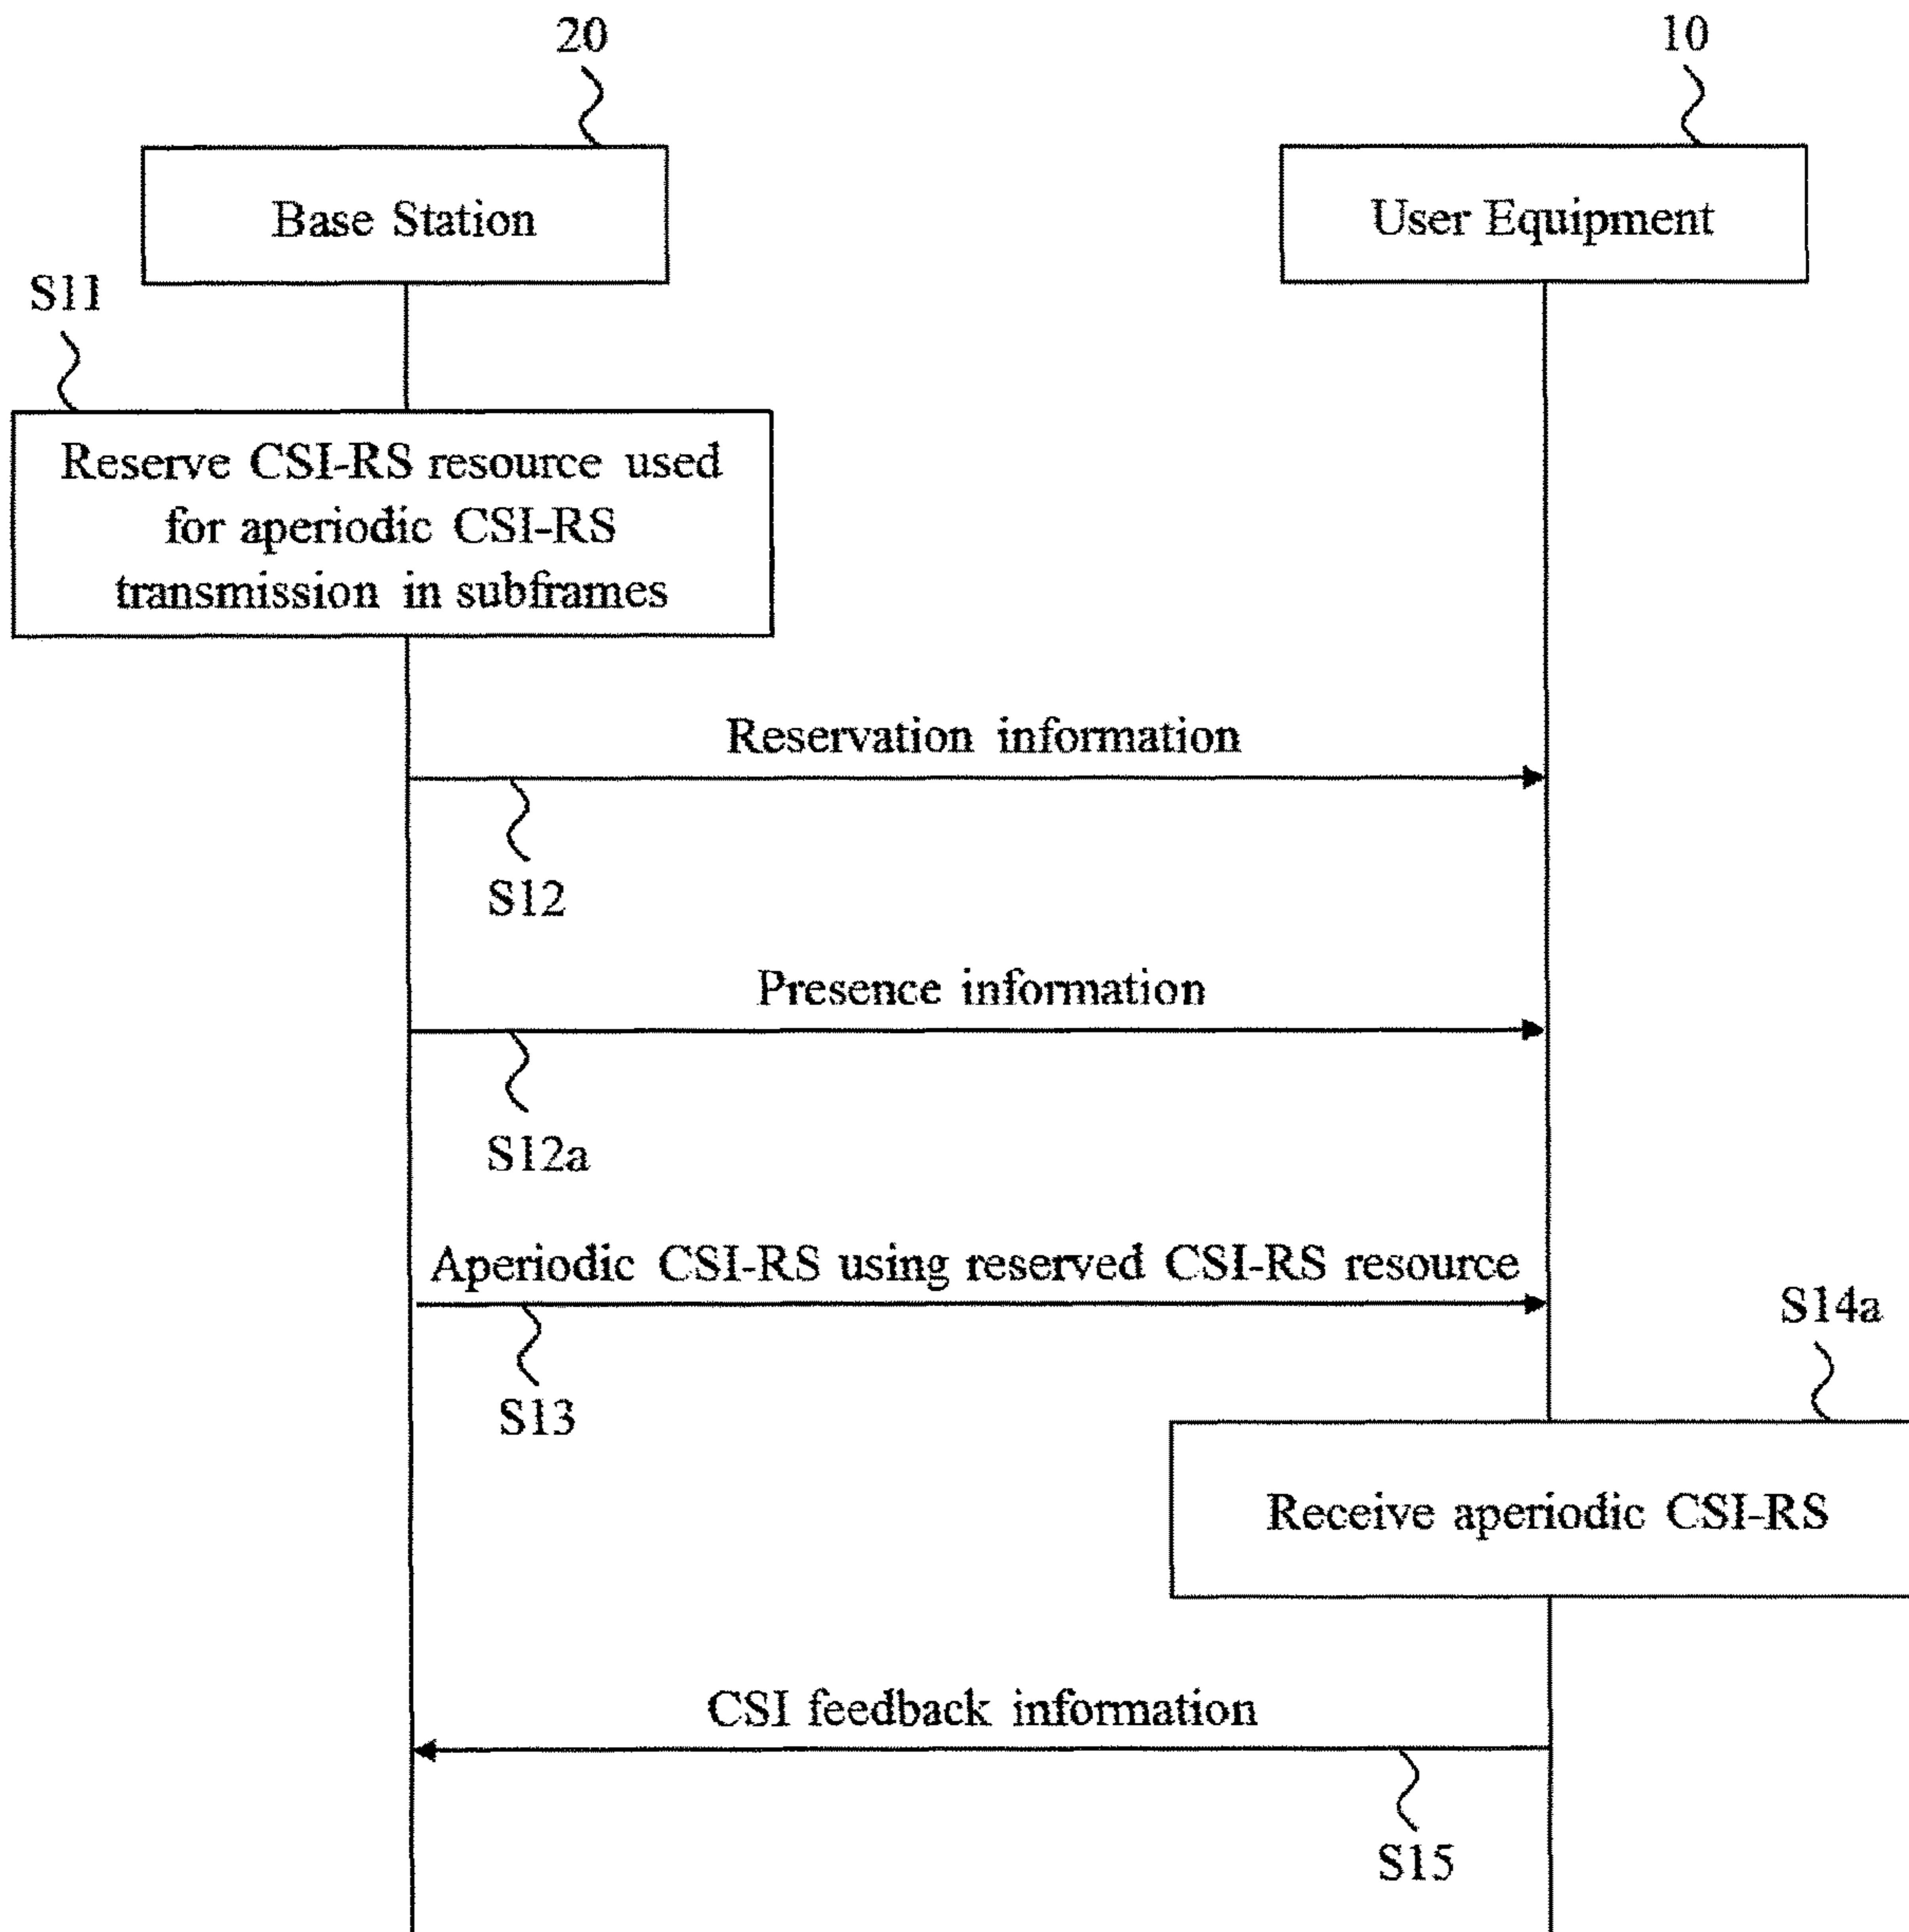 20
10
Base Station
User Equipment
S11
Reserve CSI-RS resource used
for aperiodic CSI-RS
transmission in subframes
Reservation information
S12
Presence information
S12a
Aperiodic CSI-RS using reserved CSI-RS resource
S13
S14a
Receive aperiodic CSI-RS
CSI feedback information
S15